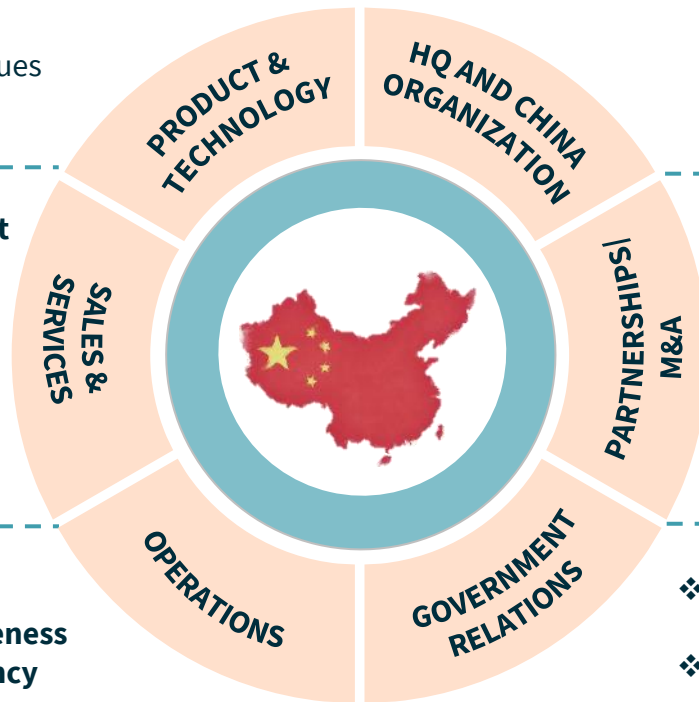 PRODUCT &
TECHNOLOGY
HQ AND CHINA
ORGANIZATION
PARTNERSHIPS|
M&A
GOVERNMENT
RELATIONS
OPERATIONS
SALES &
SERVICES
ues
t
eness
ncy